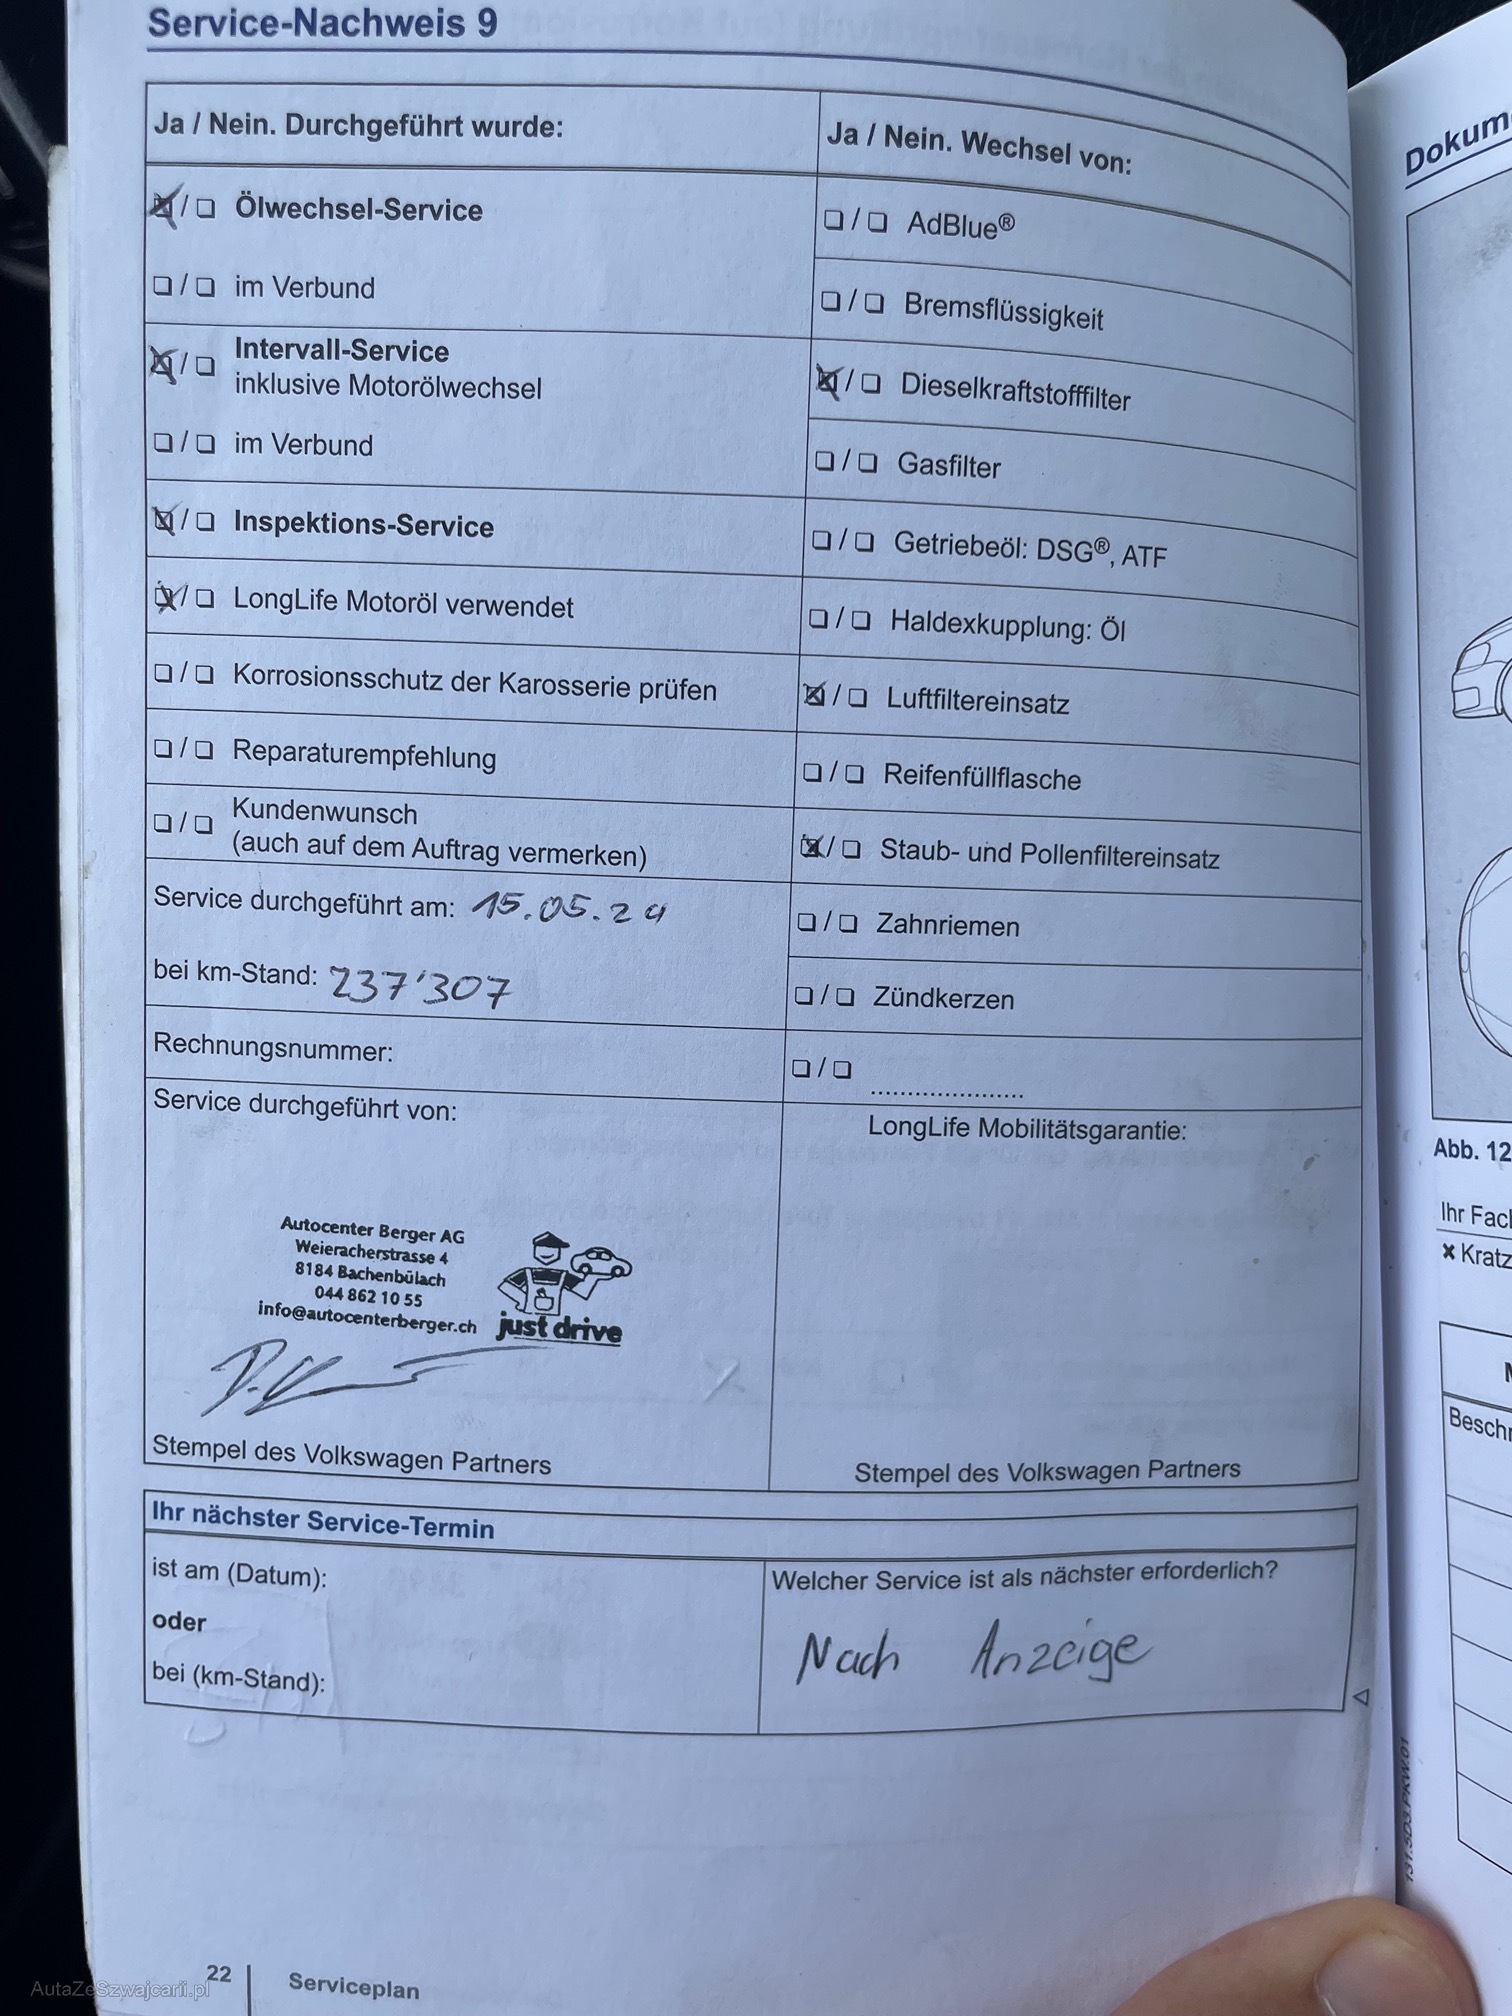 Service-Nachweis 9
Ja / Nein. Durchgeführt wurde:
☒ / ☐ Ölwechsel-Service
☐ / ☐ im Verbund
☒ / ☐ Intervall-Service
inklusive Motorölwechsel
☐ / ☐ im Verbund
☒ / ☐ Inspektions-Service
☒ / ☐ LongLife Motoröl verwendet
☐ / ☐ Korrosionsschutz der Karosserie prüfen
☐ / ☐ Reparaturempfehlung
☐ / ☐ Kundenwunsch
(auch auf dem Auftrag vermerken)
Service durchgeführt am: 15.05.24
bei km-Stand: 237'307
Rechnungsnummer:
Service durchgeführt von:
Autocenter Berger AG
Weieracherstrasse 4
8184 Bachenbülach
044 862 10 55
info@autocenterberger.ch
just drive
Stempel des Volkswagen Partners
Ja / Nein. Wechsel von:
☐ / ☐ AdBlue®
☐ / ☐ Bremsflüssigkeit
☒ / ☐ Dieselkraftstofffilter
☐ / ☐ Gasfilter
☐ / ☐ Getriebeöl: DSG®, ATF
☐ / ☐ Haldexkupplung: Öl
☒ / ☐ Luftfiltereinsatz
☐ / ☐ Reifenfüllflasche
☒ / ☐ Staub- und Pollenfiltereinsatz
☐ / ☐ Zahnriemen
☐ / ☐ Zündkerzen
☐ / ☐ .....................
LongLife Mobilitätsgarantie:
Stempel des Volkswagen Partners
Ihr nächster Service-Termin
ist am (Datum):
oder
bei (km-Stand):
Welcher Service ist als nächster erforderlich?
Nach Anzeige
22 Serviceplan
AutaZeSzwajcarii.pl
Dokum
Abb. 12
Ihr Fach
✖ Kratz
Beschr
131.5D3.PKW.01